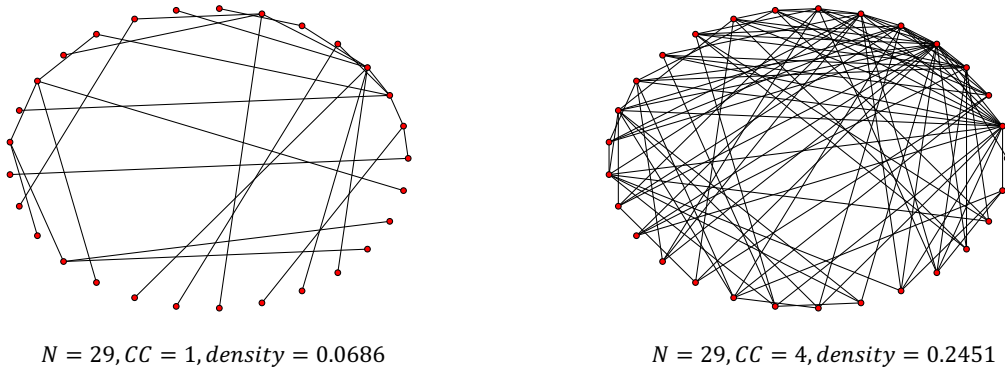 N = 29, CC = 1, density = 0.0686
N = 29, CC = 4, density = 0.2451